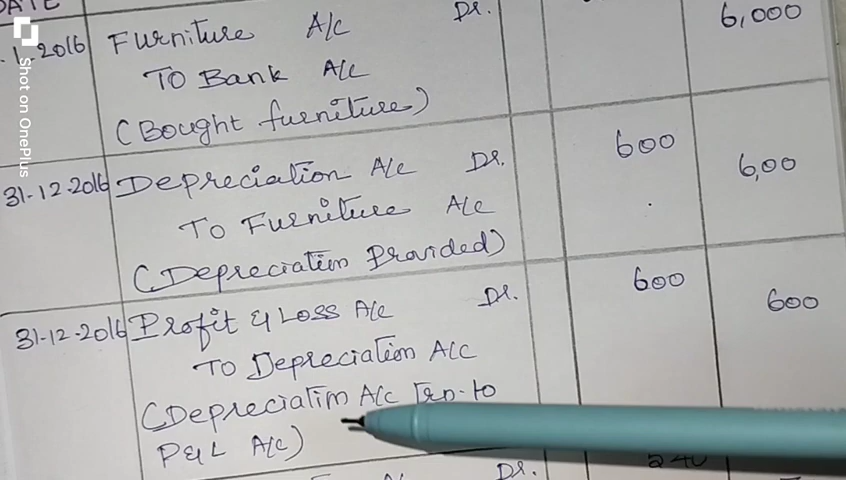 DATE
.1.2016 Furniture A/c Dr. 6,000
To Bank A/c
(Bought furniture)
31-12-2016 Depreciation A/c Dr. 600
6,00
To Furniture A/c
(Depreciation Provided)
31-12-2016 Profit & Loss A/c Dr. 600
600
To Depreciation A/c
(Depreciation A/c Trn. to
P&L A/c)
Dr.
Shot on OnePlus